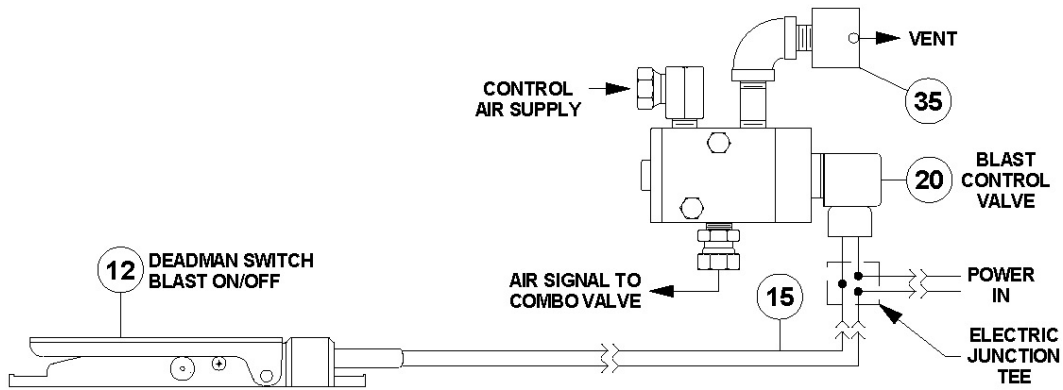 VENT
CONTROL
AIR SUPPLY
35
20
BLAST
CONTROL
VALVE
12
DEADMAN SWITCH
BLAST ON/OFF
AIR SIGNAL TO
COMBO VALVE
15
POWER
IN
ELECTRIC
JUNCTION
TEE